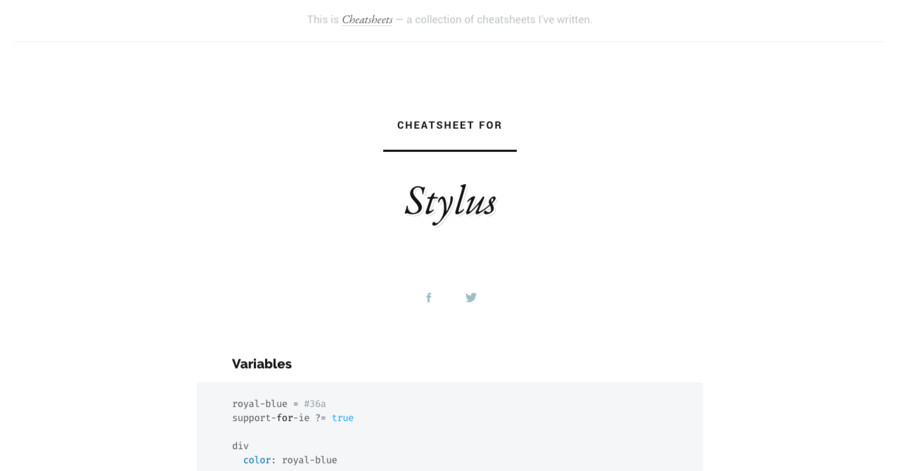 This is Cheatsheets — a collection of cheatsheets I've written.
CHEATSHEET FOR
Stylus
Variables
royal-blue = #36a
support-for-ie ?= true
div
  color: royal-blue